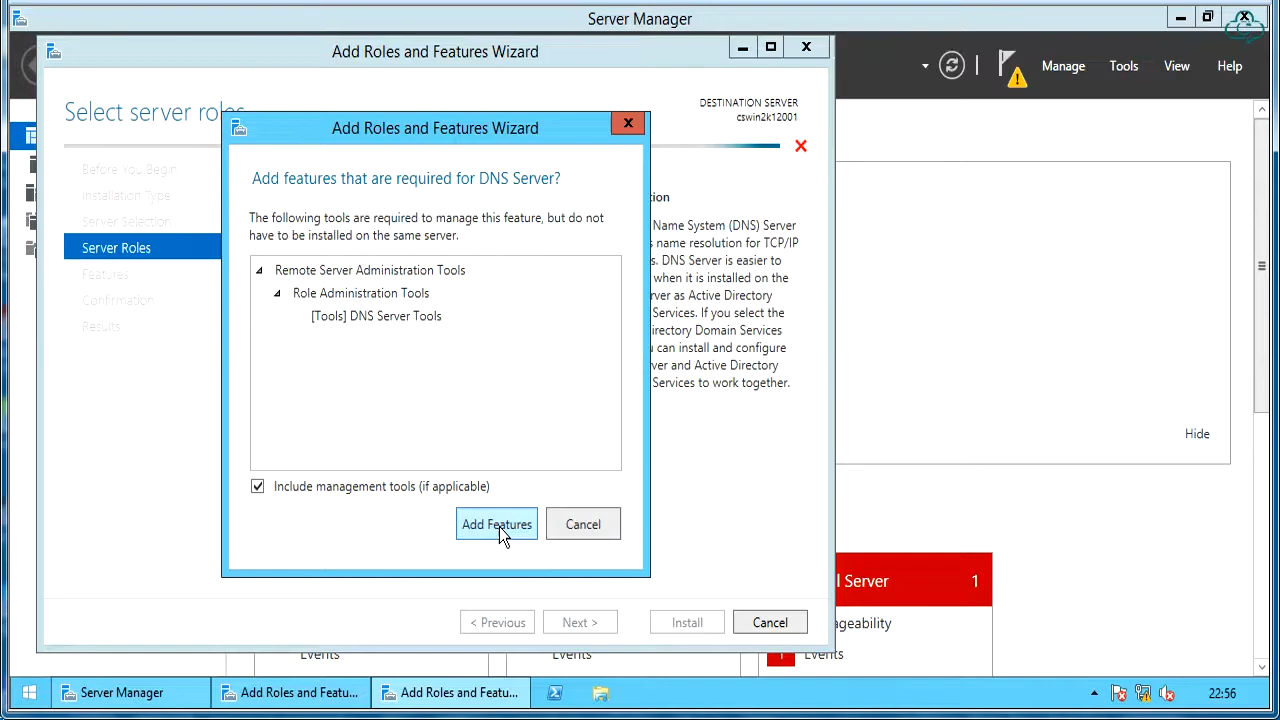 Server Manager
Add Roles and Features Wizard
Manage
Tools
View
Help
Select server roles
DESTINATION SERVER
cswin2k12001
Add Roles and Features Wizard
Before You Begin
Installation Type
Server Selection
Server Roles
Features
Confirmation
Results
Add features that are required for DNS Server?
The following tools are required to manage this feature, but do not
have to be installed on the same server.
Remote Server Administration Tools
Role Administration Tools
[Tools] DNS Server Tools
Include management tools (if applicable)
Add Features
Cancel
Name System (DNS) Server
name resolution for TCP/IP
DNS Server is easier to
when it is installed on the
as Active Directory
Services. If you select the
Domain Services
can install and configure
and Active Directory
Services to work together.
Hide
< Previous
Next >
Install
Cancel
Server
1
Events
Events
1
Events
Server Manager
Add Roles and Featu...
Add Roles and Featu...
22:56